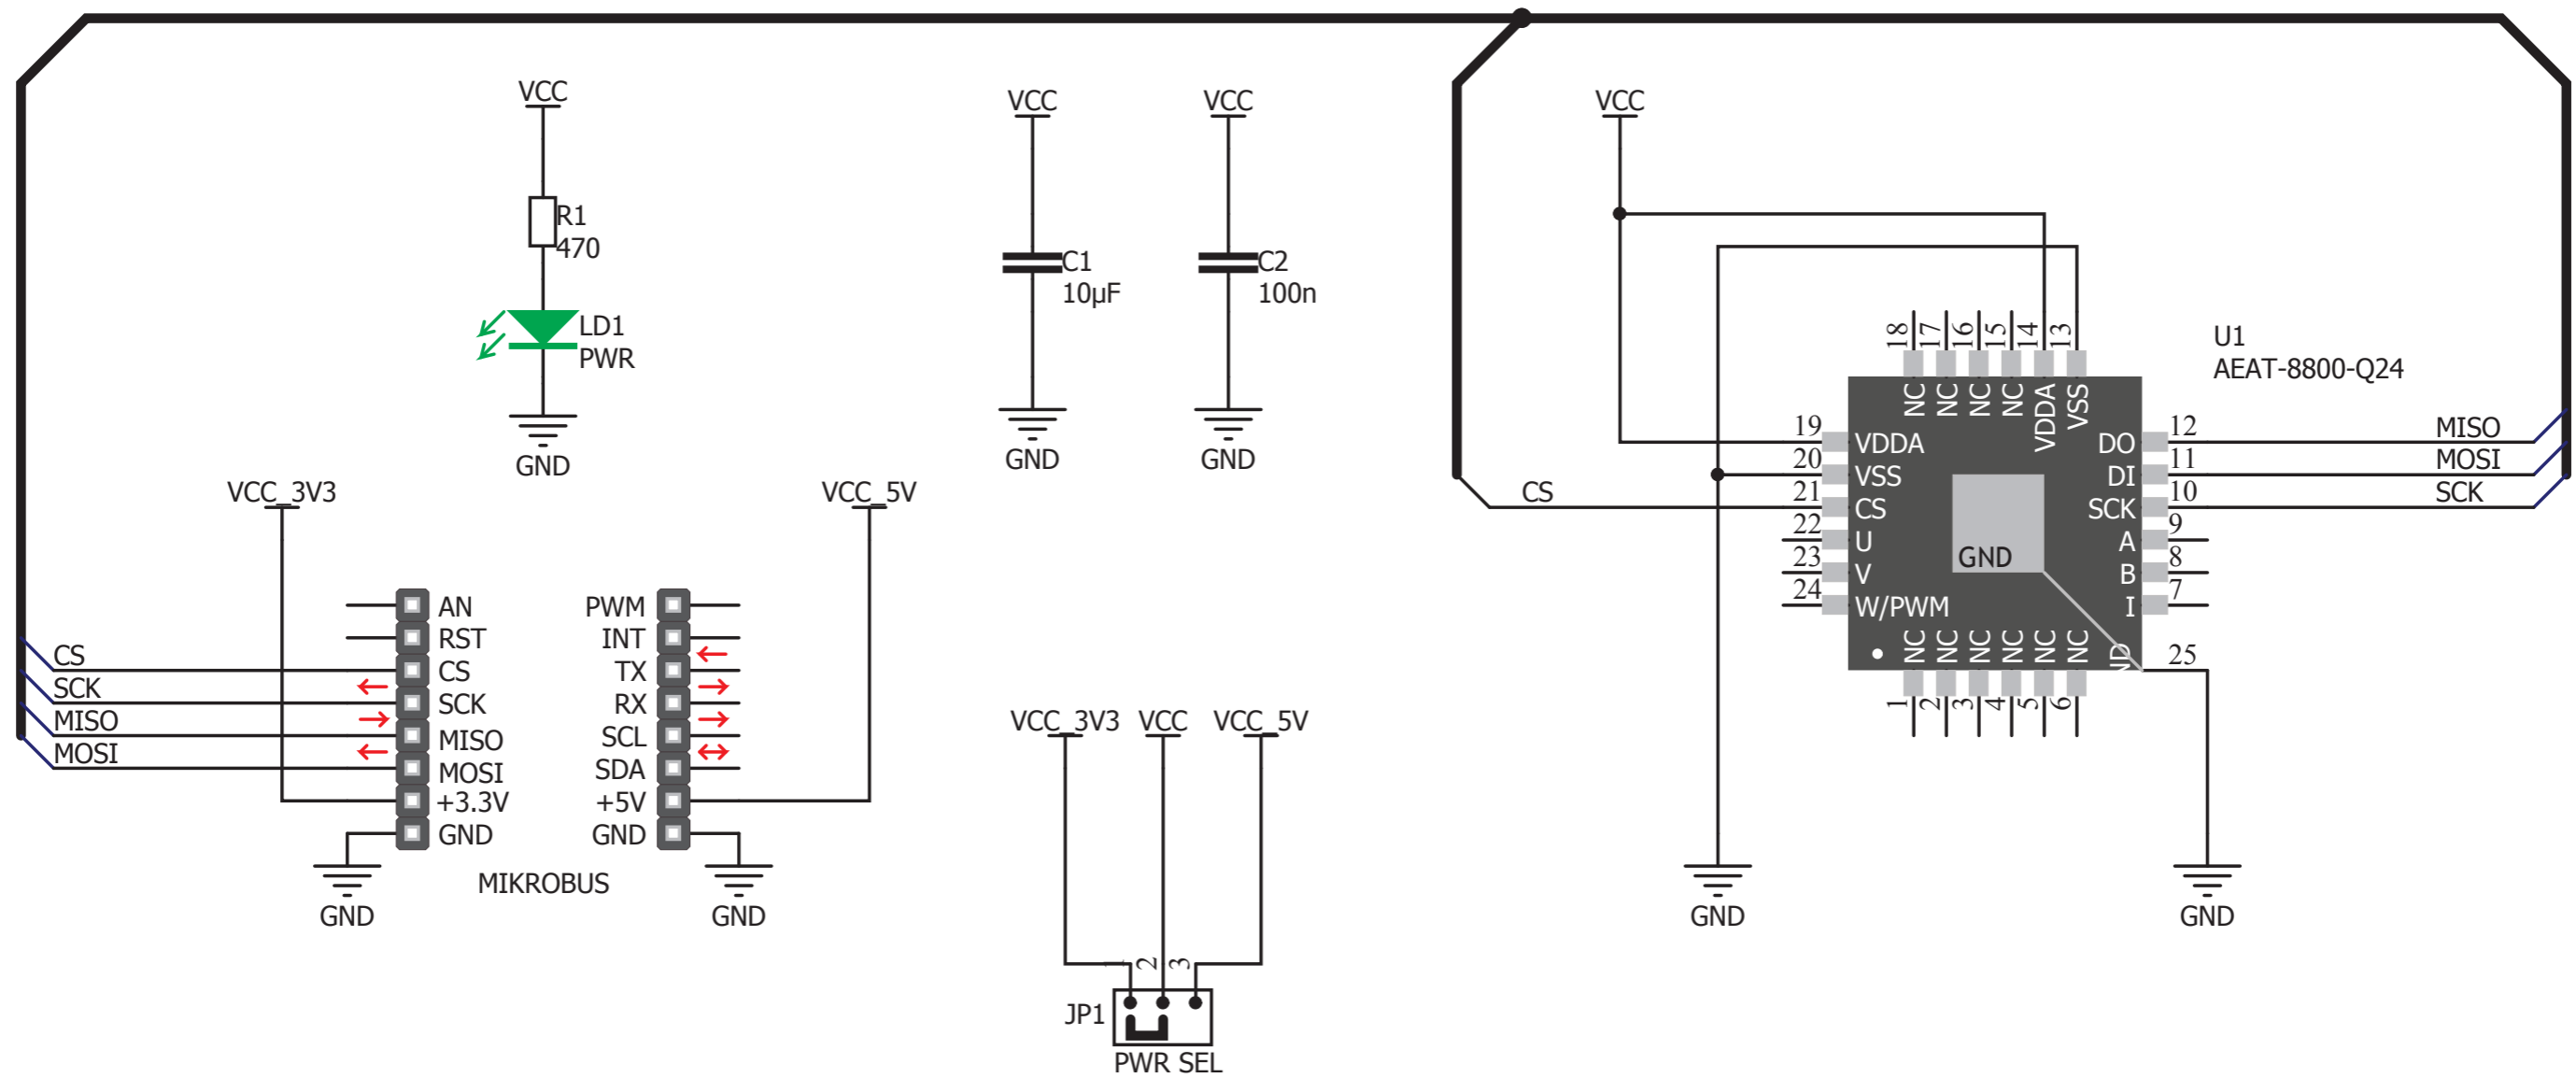 VCC
R1
470
LD1
PWR
GND
VCC
C1
10µF
GND
VCC
C2
100n
GND
VCC
U1
AEAT-8800-Q24
18
17
16
15
14
13
NC
NC
NC
NC
VDDA
VSS
19
VDDA
20
VSS
21
CS
22
U
23
V
24
W/PWM
DO
12
MISO
DI
11
MOSI
SCK
10
SCK
A
9
B
8
I
7
GND
25
NC
NC
NC
NC
NC
NC
ND
1
2
3
4
5
6
CS
GND
GND
VCC_3V3
VCC_5V
AN
RST
CS
CS
SCK
SCK
MISO
MISO
MOSI
MOSI
+3.3V
GND
PWM
INT
TX
RX
SCL
SDA
+5V
GND
MIKROBUS
GND
GND
VCC_3V3
VCC
VCC_5V
1
2
3
JP1
PWR SEL